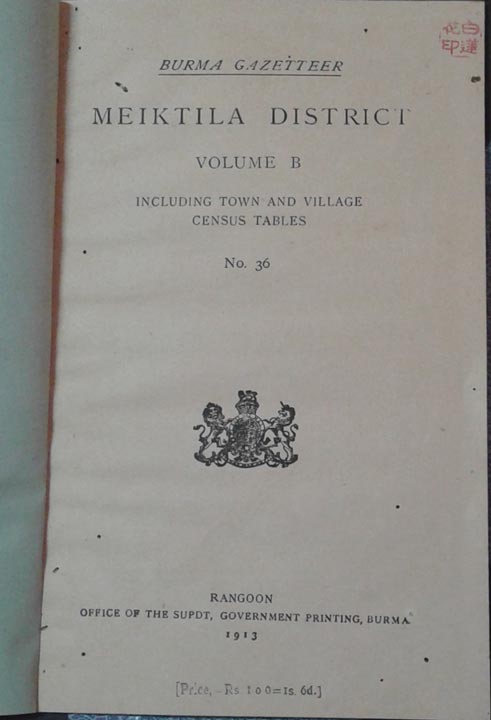 BURMA GAZETTEER
MEIKTILA DISTRICT
VOLUME B
INCLUDING TOWN AND VILLAGE
CENSUS TABLES
No. 36
RANGOON
OFFICE OF THE SUPDT, GOVERNMENT PRINTING, BURMA
1913
[Price, - Rs 1 0 0=1s. 6d.]